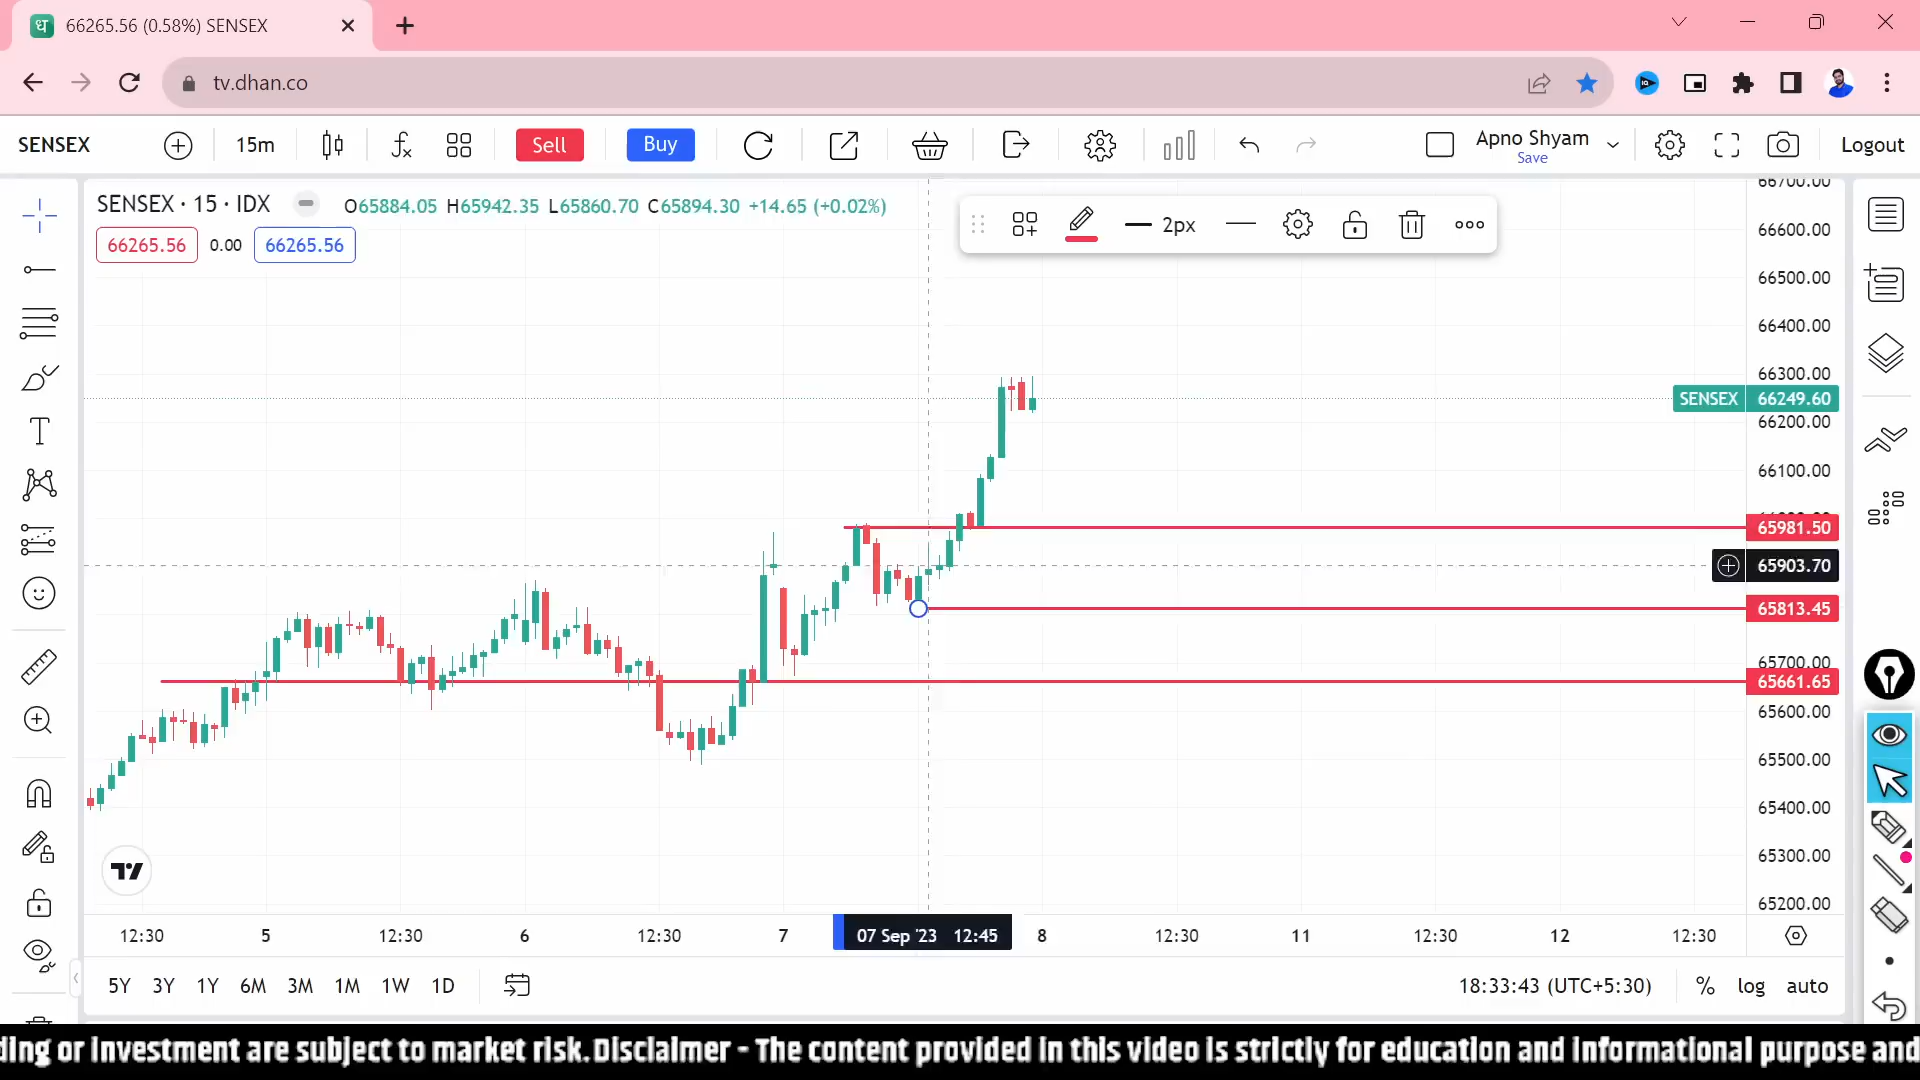 ध 66265.56 (0.58%) SENSEX
tv.dhan.co
SENSEX 15m Sell Buy Apno Shyam Save Logout
SENSEX · 15 · IDX O65884.05 H65942.35 L65860.70 C65894.30 +14.65 (+0.02%)
66265.56 0.00 66265.56
2px
66700.00
66600.00
66500.00
66400.00
66300.00
SENSEX 66249.60
66200.00
66100.00
65981.50
65903.70
65813.45
65700.00
65661.65
65600.00
65500.00
65400.00
65300.00
65200.00
12:30 5 12:30 6 12:30 7 07 Sep '23 12:45 8 12:30 11 12:30 12 12:30
5Y 3Y 1Y 6M 3M 1M 1W 1D 18:33:43 (UTC+5:30) % log auto
ding or investment are subject to market risk.Disclaimer - The content provided in this video is strictly for education and informational purpose and